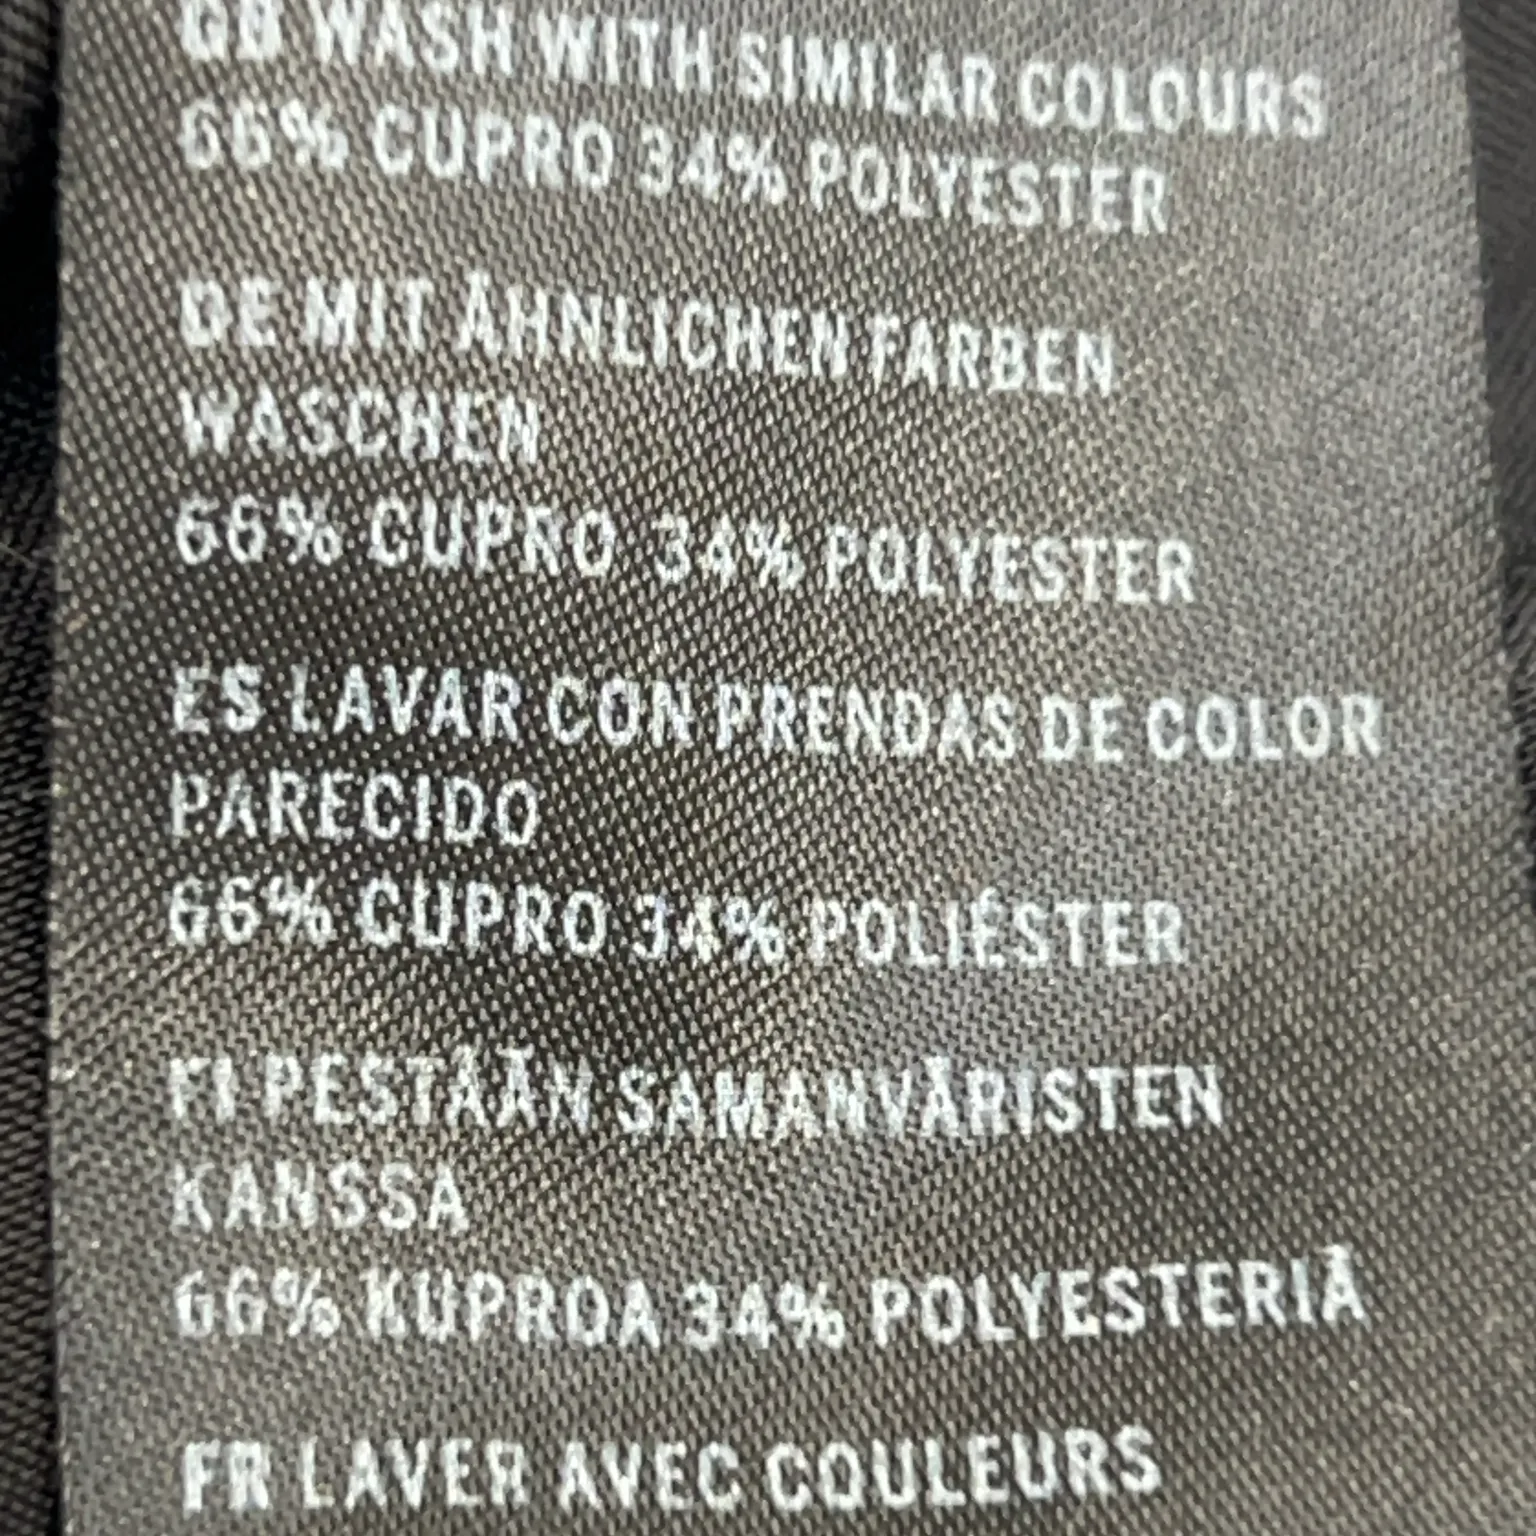 GB WASH WITH SIMILAR COLOURS
66% CUPRO 34% POLYESTER
DE MIT ÄHNLICHEN FARBEN
WASCHEN
66% CUPRO 34% POLYESTER
ES LAVAR CON PRENDAS DE COLOR
PARECIDO
66% CUPRO 34% POLIÉSTER
FI PESTÄÄN SAMANVÄRISTEN
KANSSA
66% KUPROA 34% POLYESTERIÄ
FR LAVER AVEC COULEURS